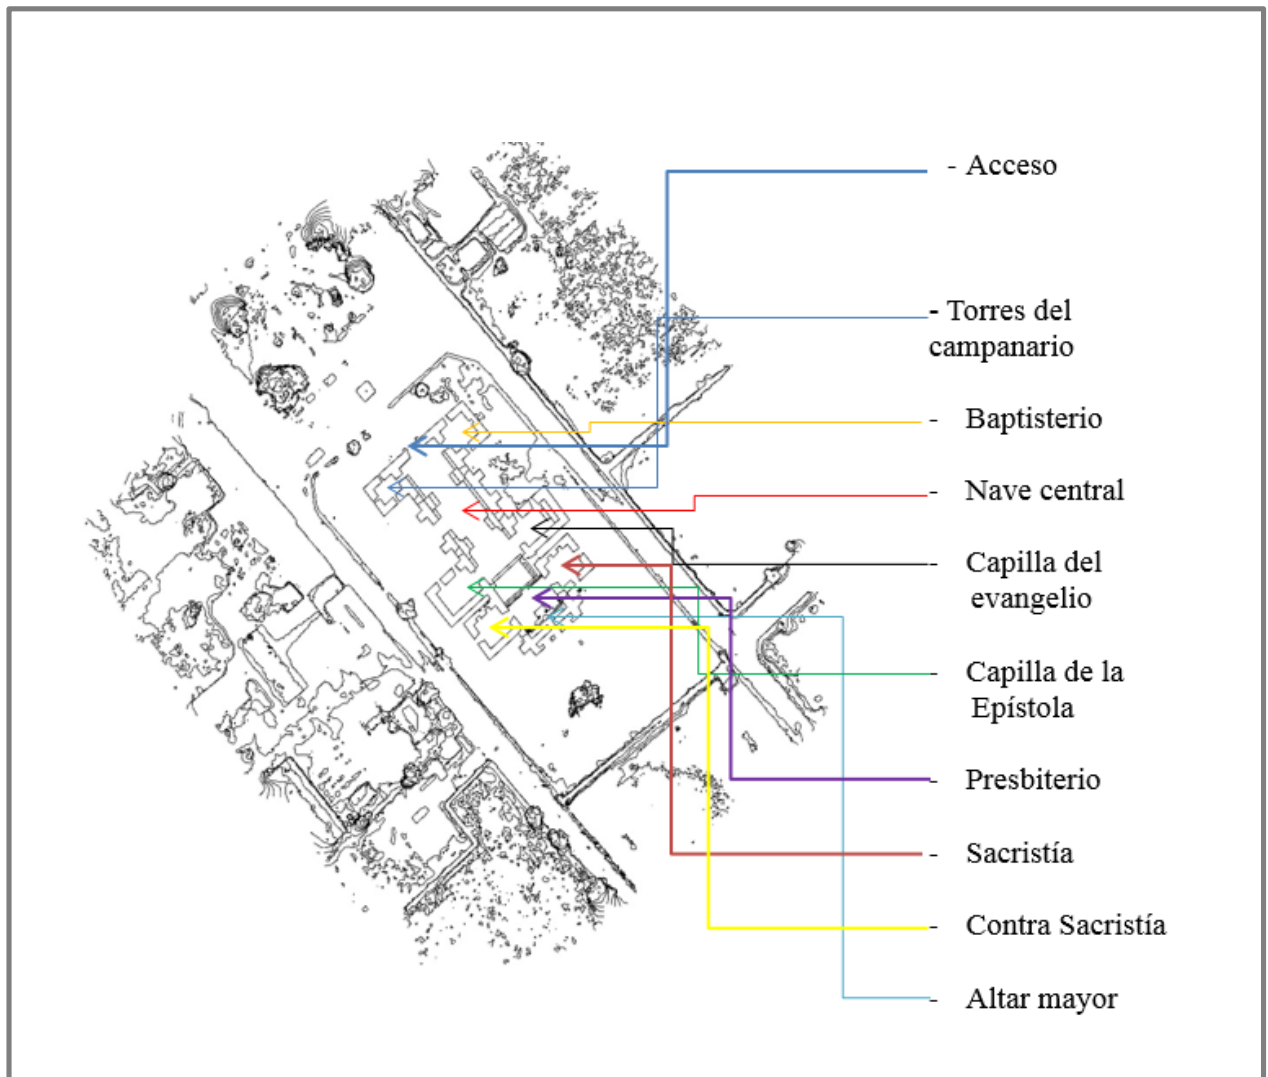 - Acceso
- Torres del
campanario
- Baptisterio
- Nave central
- Capilla del
evangelio
- Capilla de la
Epístola
- Presbiterio
- Sacristía
- Contra Sacristía
- Altar mayor